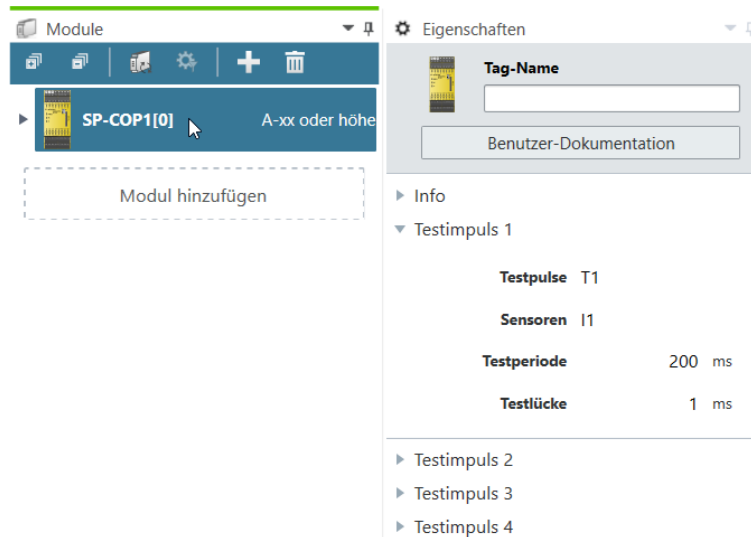 Module
SP-COP1[0] A-xx oder höhe
Modul hinzufügen
Eigenschaften
Tag-Name
Benutzer-Dokumentation
Info
Testimpuls 1
Testpulse T1
Sensoren I1
Testperiode 200 ms
Testlücke 1 ms
Testimpuls 2
Testimpuls 3
Testimpuls 4